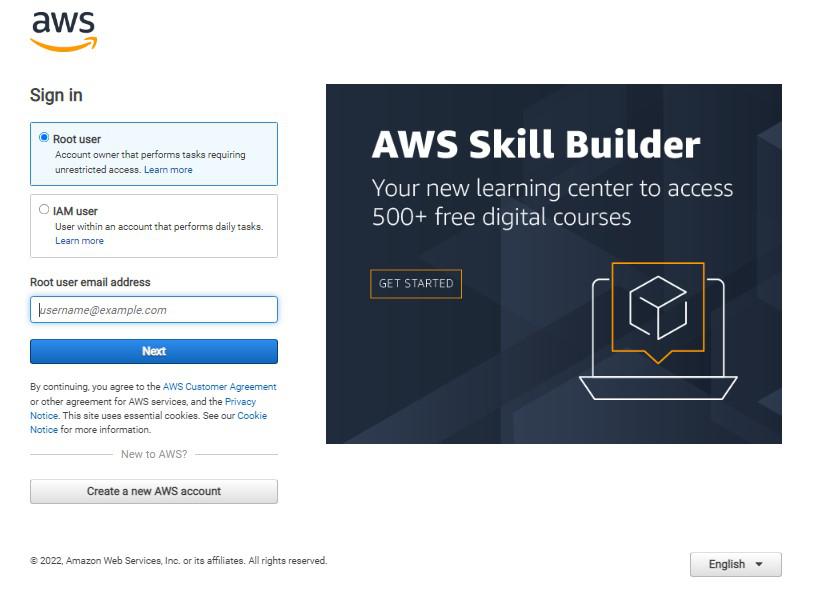 aws
Sign in
Root user
Account owner that performs tasks requiring
unrestricted access. Learn more
IAM user
User within an account that performs daily tasks.
Learn more
Root user email address
username@example.com
Next
By continuing, you agree to the AWS Customer Agreement
or other agreement for AWS services, and the Privacy
Notice. This site uses essential cookies. See our Cookie
Notice for more information.
New to AWS?
Create a new AWS account
AWS Skill Builder
Your new learning center to access
500+ free digital courses
GET STARTED
© 2022, Amazon Web Services, Inc. or its affiliates. All rights reserved.
English